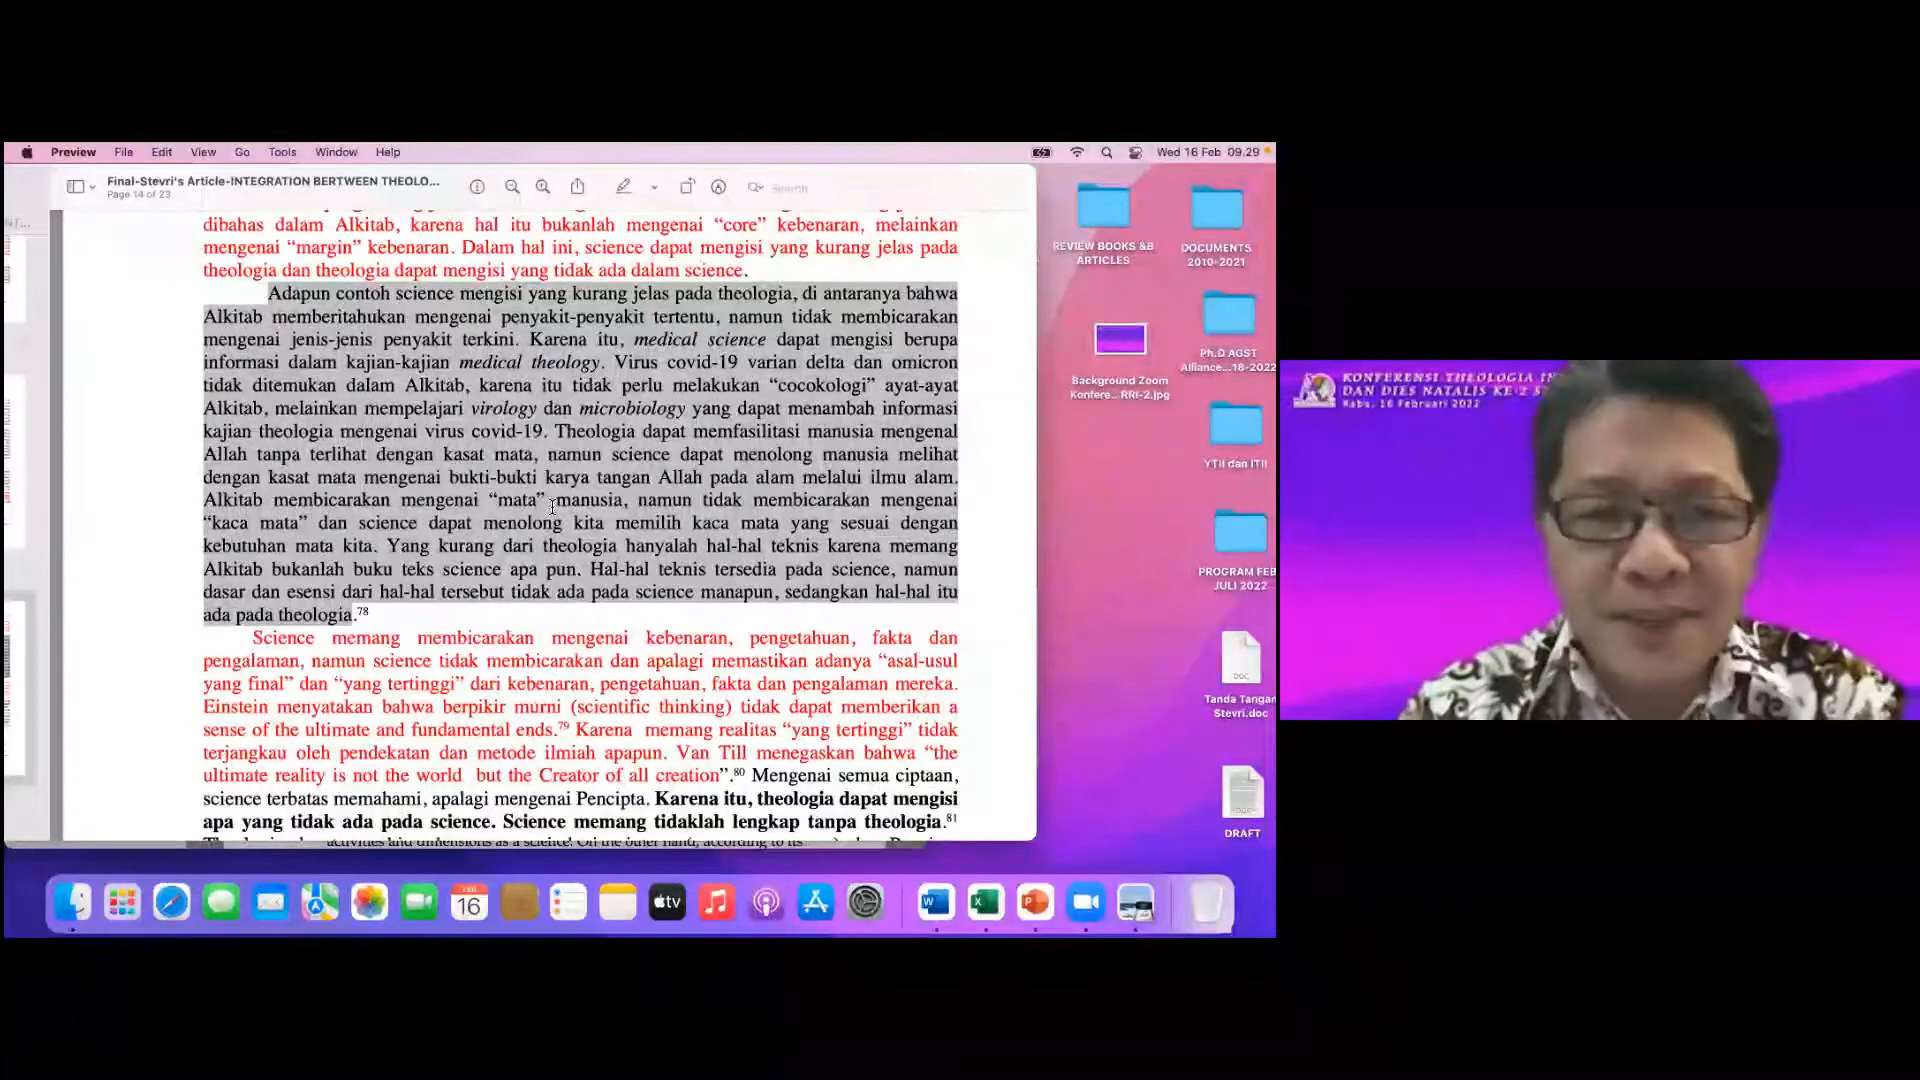 Preview File Edit View Go Tools Window Help
Wed 16 Feb 09.29
Final-Stevri's Article-INTEGRATION BERTWEEN THEOLO...
Page 14 of 23
Search
dibahas dalam Alkitab, karena hal itu bukanlah mengenai “core” kebenaran, melainkan
mengenai “margin” kebenaran. Dalam hal ini, science dapat mengisi yang kurang jelas pada
theologia dan theologia dapat mengisi yang tidak ada dalam science.
Adapun contoh science mengisi yang kurang jelas pada theologia, di antaranya bahwa
Alkitab memberitahukan mengenai penyakit-penyakit tertentu, namun tidak membicarakan
mengenai jenis-jenis penyakit terkini. Karena itu, medical science dapat mengisi berupa
informasi dalam kajian-kajian medical theology. Virus covid-19 varian delta dan omicron
tidak ditemukan dalam Alkitab, karena itu tidak perlu melakukan “cocokologi” ayat-ayat
Alkitab, melainkan mempelajari virology dan microbiology yang dapat menambah informasi
kajian theologia mengenai virus covid-19. Theologia dapat memfasilitasi manusia mengenal
Allah tanpa terlihat dengan kasat mata, namun science dapat menolong manusia melihat
dengan kasat mata mengenai bukti-bukti karya tangan Allah pada alam melalui ilmu alam.
Alkitab membicarakan mengenai “mata” manusia, namun tidak membicarakan mengenai
“kaca mata” dan science dapat menolong kita memilih kaca mata yang sesuai dengan
kebutuhan mata kita. Yang kurang dari theologia hanyalah hal-hal teknis karena memang
Alkitab bukanlah buku teks science apa pun. Hal-hal teknis tersedia pada science, namun
dasar dan esensi dari hal-hal tersebut tidak ada pada science manapun, sedangkan hal-hal itu
ada pada theologia.78
Science memang membicarakan mengenai kebenaran, pengetahuan, fakta dan
pengalaman, namun science tidak membicarakan dan apalagi memastikan adanya “asal-usul
yang final” dan “yang tertinggi” dari kebenaran, pengetahuan, fakta dan pengalaman mereka.
Einstein menyatakan bahwa berpikir murni (scientific thinking) tidak dapat memberikan a
sense of the ultimate and fundamental ends.79 Karena memang realitas “yang tertinggi” tidak
terjangkau oleh pendekatan dan metode ilmiah apapun. Van Till menegaskan bahwa “the
ultimate reality is not the world but the Creator of all creation”.80 Mengenai semua ciptaan,
science terbatas memahami, apalagi mengenai Pencipta. Karena itu, theologia dapat mengisi
apa yang tidak ada pada science. Science memang tidaklah lengkap tanpa theologia.81
activities and dimensions as a science. On the other hand, according to its
REVIEW BOOKS &B
ARTICLES
DOCUMENTS
2010-2021
Background Zoom
Konfere... RRI-2.jpg
Ph.D AGST
Alliance...18-2022
YTII dan ITII
PROGRAM FEB
JULI 2022
DOC
Tanda Tangan
Stevri.doc
DRAFT
FEB
16
tv
KONFERENSI THEOLOGIA IN
DAN DIES NATALIS KE-2 S
Rabu, 16 Februari 2022